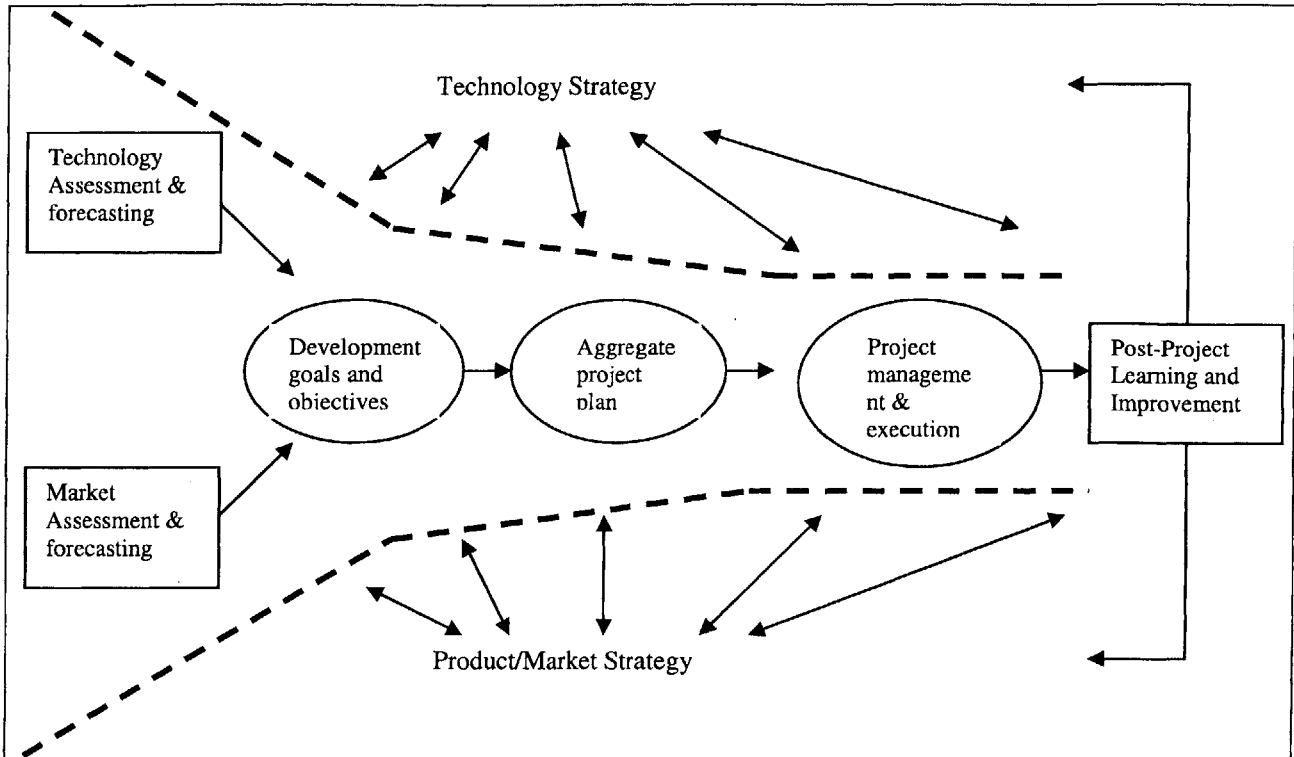 Technology Strategy
Technology
Assessment &
forecasting
Development
goals and
objectives
Aggregate
project
plan
Project
manageme
nt &
execution
Post-Project
Learning and
Improvement
Market
Assessment &
forecasting
Product/Market Strategy